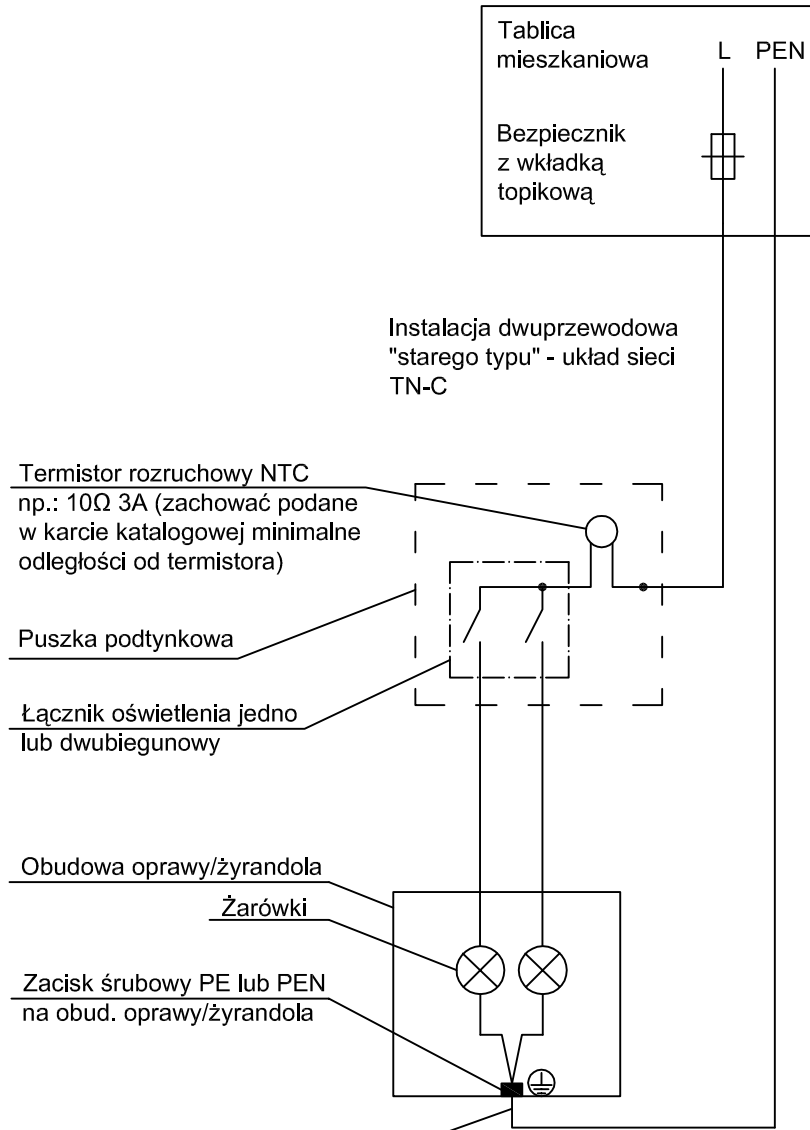 Tablica
mieszkaniowa
L PEN
Bezpiecznik
z wkładką
topikową
Instalacja dwuprzewodowa
"starego typu" - układ sieci
TN-C
Termistor rozruchowy NTC
np.: 10Ω 3A (zachować podane
w karcie katalogowej minimalne
odległości od termistora)
Puszka podtynkowa
Łącznik oświetlenia jedno
lub dwubiegunowy
Obudowa oprawy/żyrandola
Żarówki
Zacisk śrubowy PE lub PEN
na obud. oprawy/żyrandola